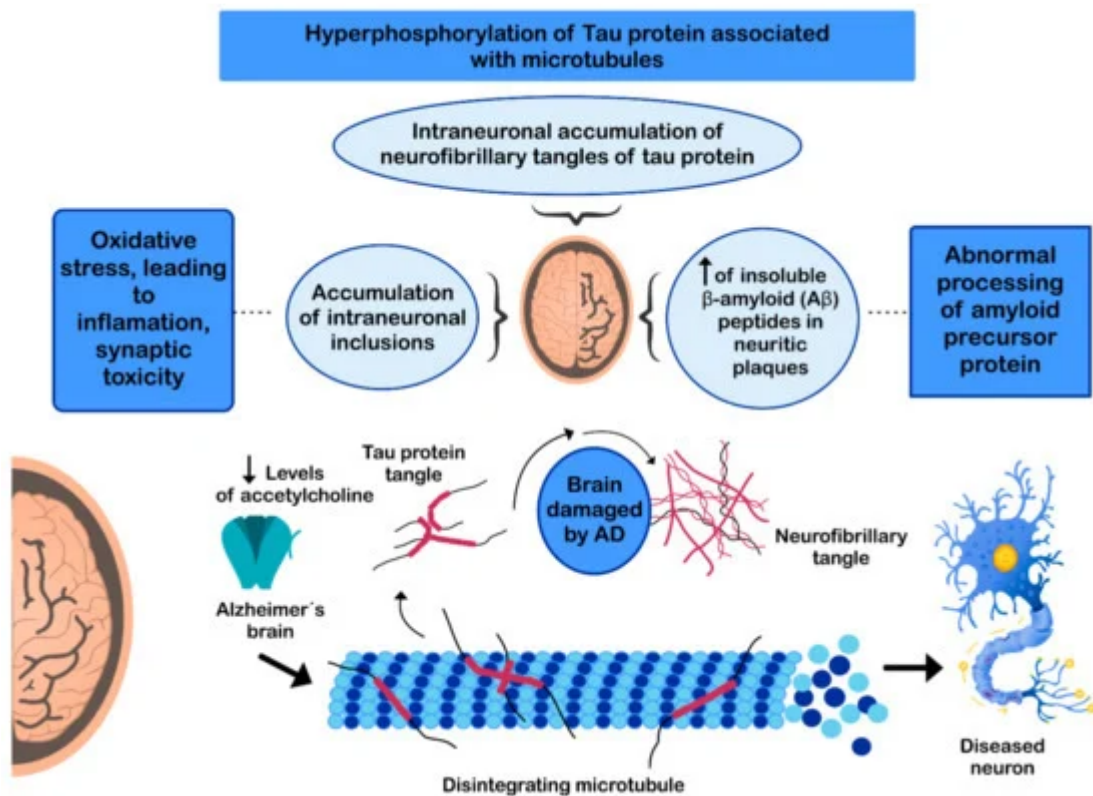 Hyperphosphorylation of Tau protein associated
with microtubules
Intraneuronal accumulation of
neurofibrillary tangles of tau protein
Oxidative
stress, leading
to
inflamation,
synaptic
toxicity
Accumulation
of intraneuronal
inclusions
↑ of insoluble
β-amyloid (Aβ)
peptides in
neuritic
plaques
Abnormal
processing
of amyloid
precursor
protein
↓ Levels
of accetylcholine
Alzheimer´s
brain
Tau protein
tangle
Brain
damaged
by AD
Neurofibrillary
tangle
Disintegrating microtubule
Diseased
neuron